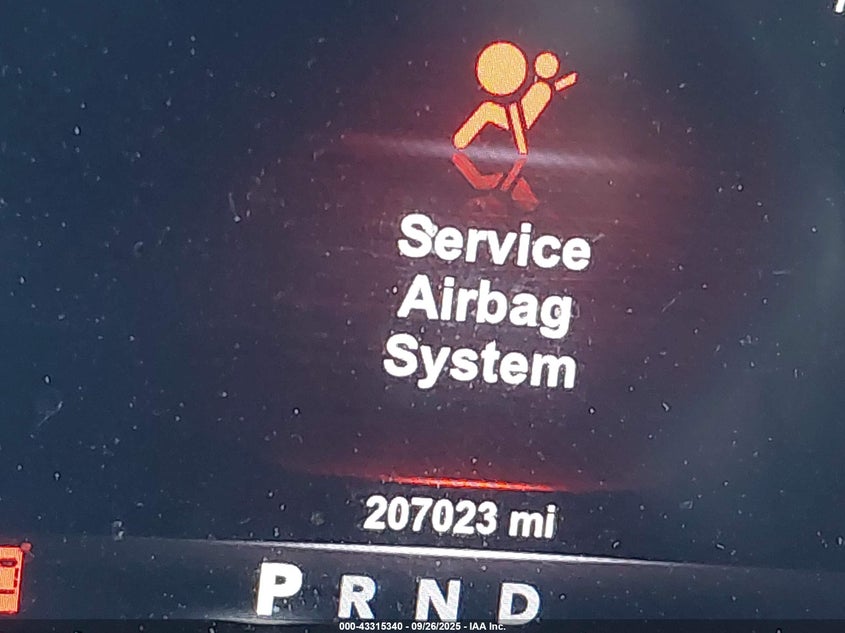 Service
Airbag
System
207023 mi
P R N D
000-43315340 - 09/26/2025 - IAA Inc.